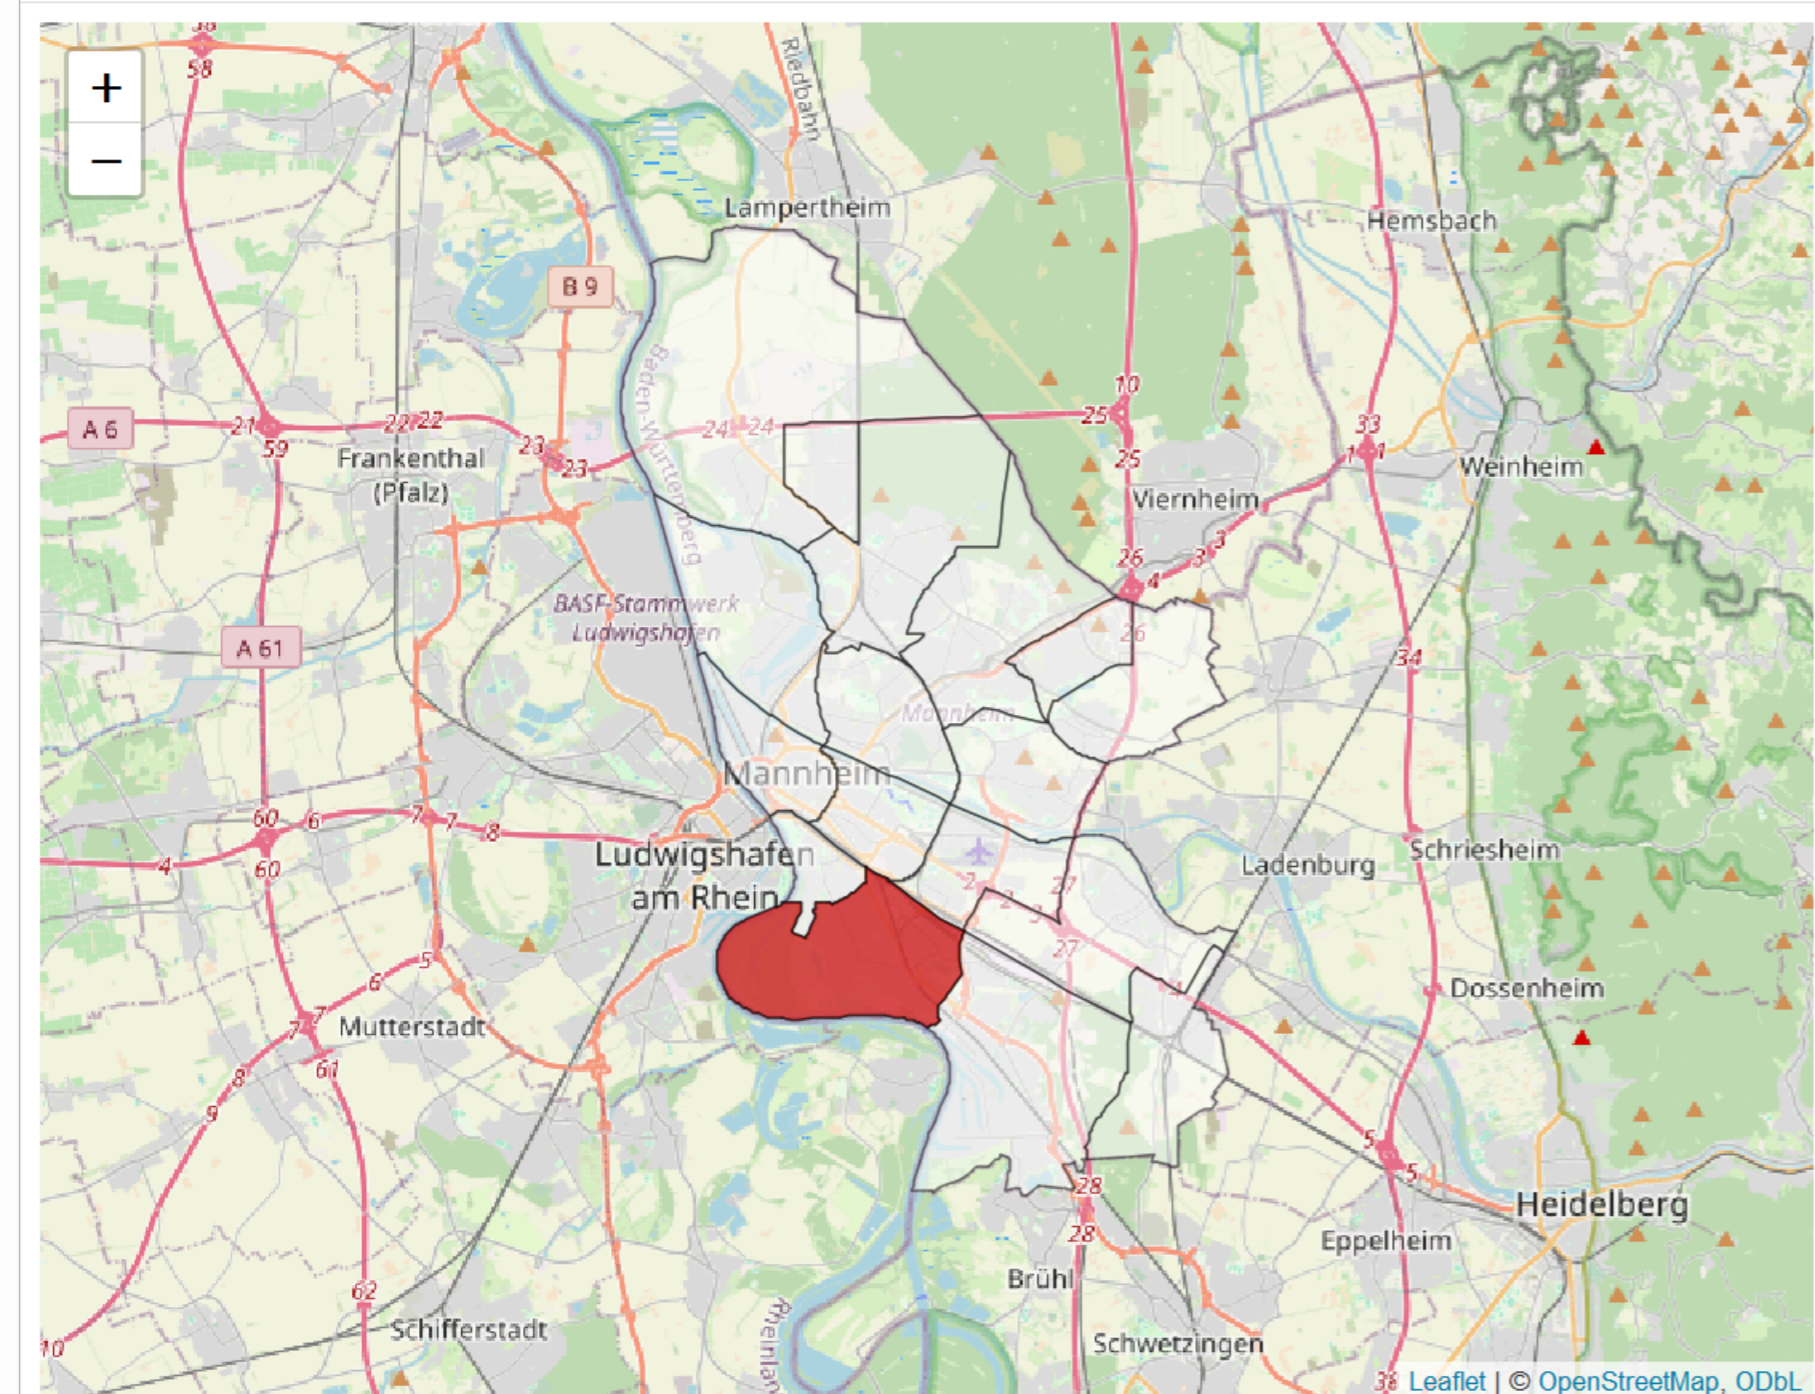 58
+
−
Riedbahn
Lampertheim
Hemsbach
B 9
10
25
24
24
A 6
21
59
22
22
23
23
33
25
Frankenthal
(Pfalz)
Weinheim
Viernheim
Baden-Württemberg
26
4
3
3
26
BASF-Stammwerk
Ludwigshafen
A 61
34
Mannheim
Mannheim
60
6
7
7
8
4
60
Ludwigshafen
am Rhein
Ladenburg
Schriesheim
2
2
27
3
27
5
6
Dossenheim
7
7
Mutterstadt
61
8
9
5
5
28
28
Heidelberg
Eppelheim
Brühl
62
Schifferstadt
Schwetzingen
10
Leaflet | © OpenStreetMap, ODbL